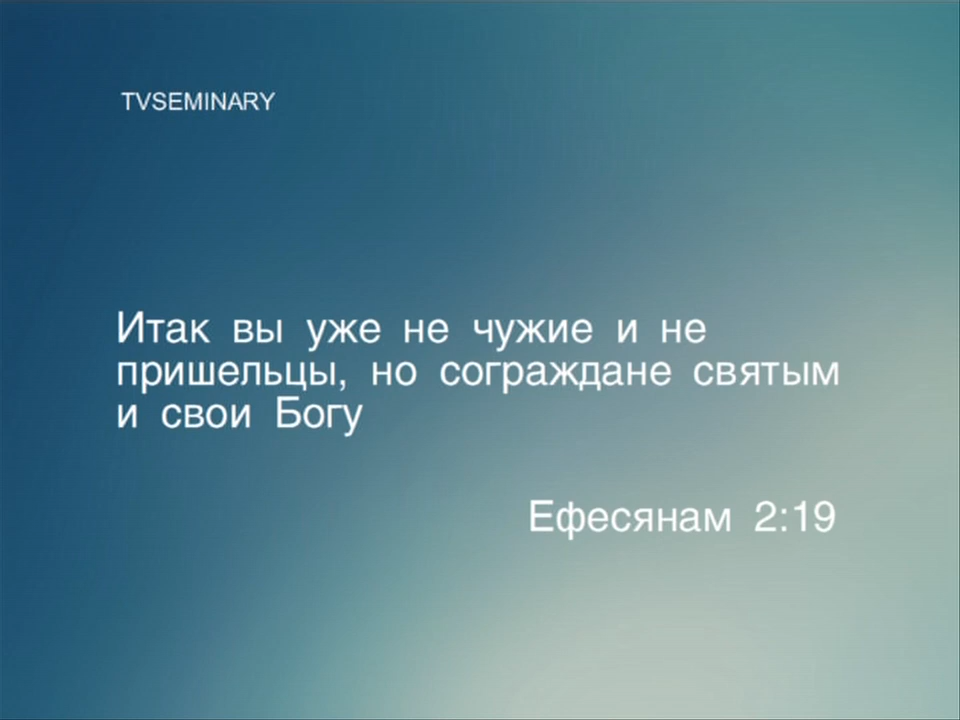 TVSEMINARY
Итак вы уже не чужие и не
пришельцы, но сограждане святым
и свои Богу
Ефесянам 2:19